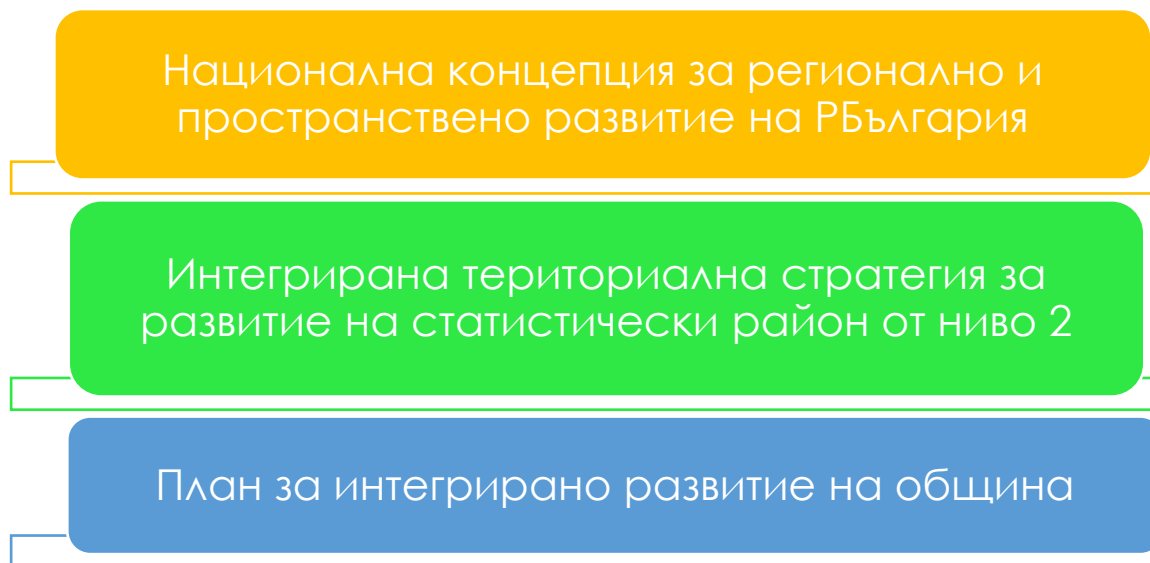 Национална концепция за регионално и
пространствено развитие на РБългария
Интегрирана териториална стратегия за
развитие на статистически район от ниво 2
План за интегрирано развитие на община